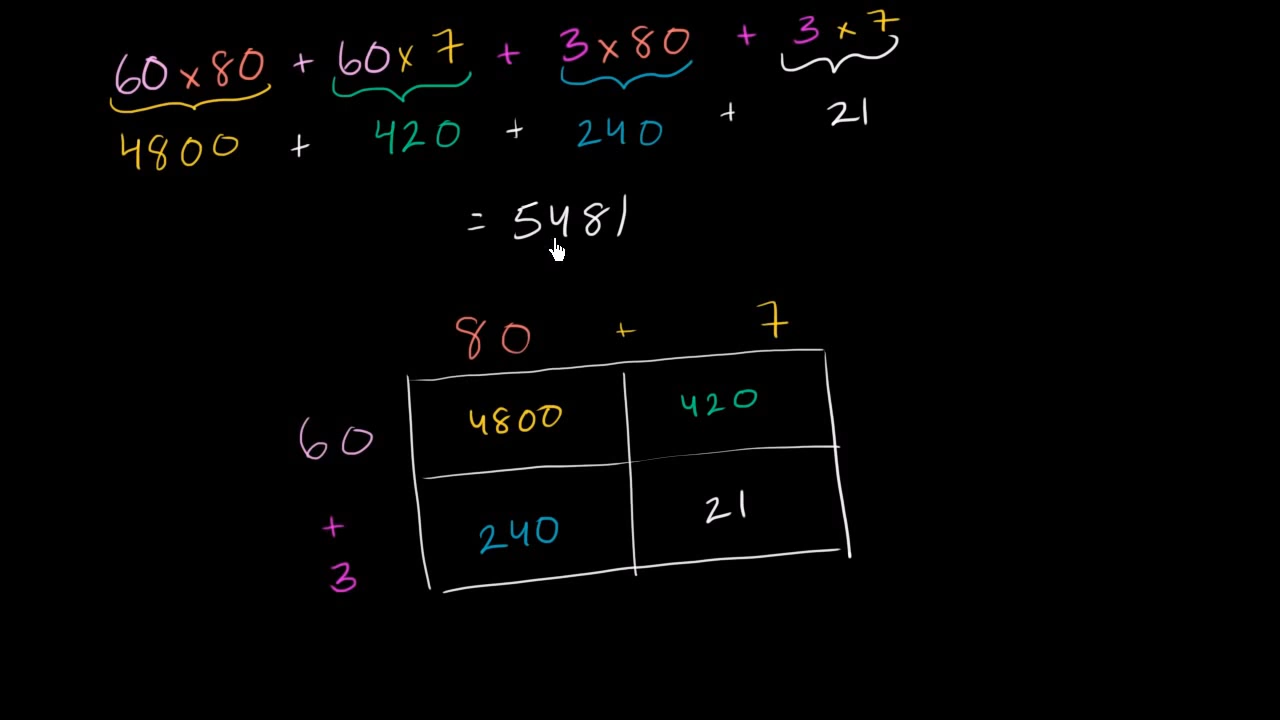 60 x 80 + 60 x 7 + 3 x 80 + 3 x 7
4800 + 420 + 240 + 21
= 5481
80 + 7
60 4800 420
+
240 21
3